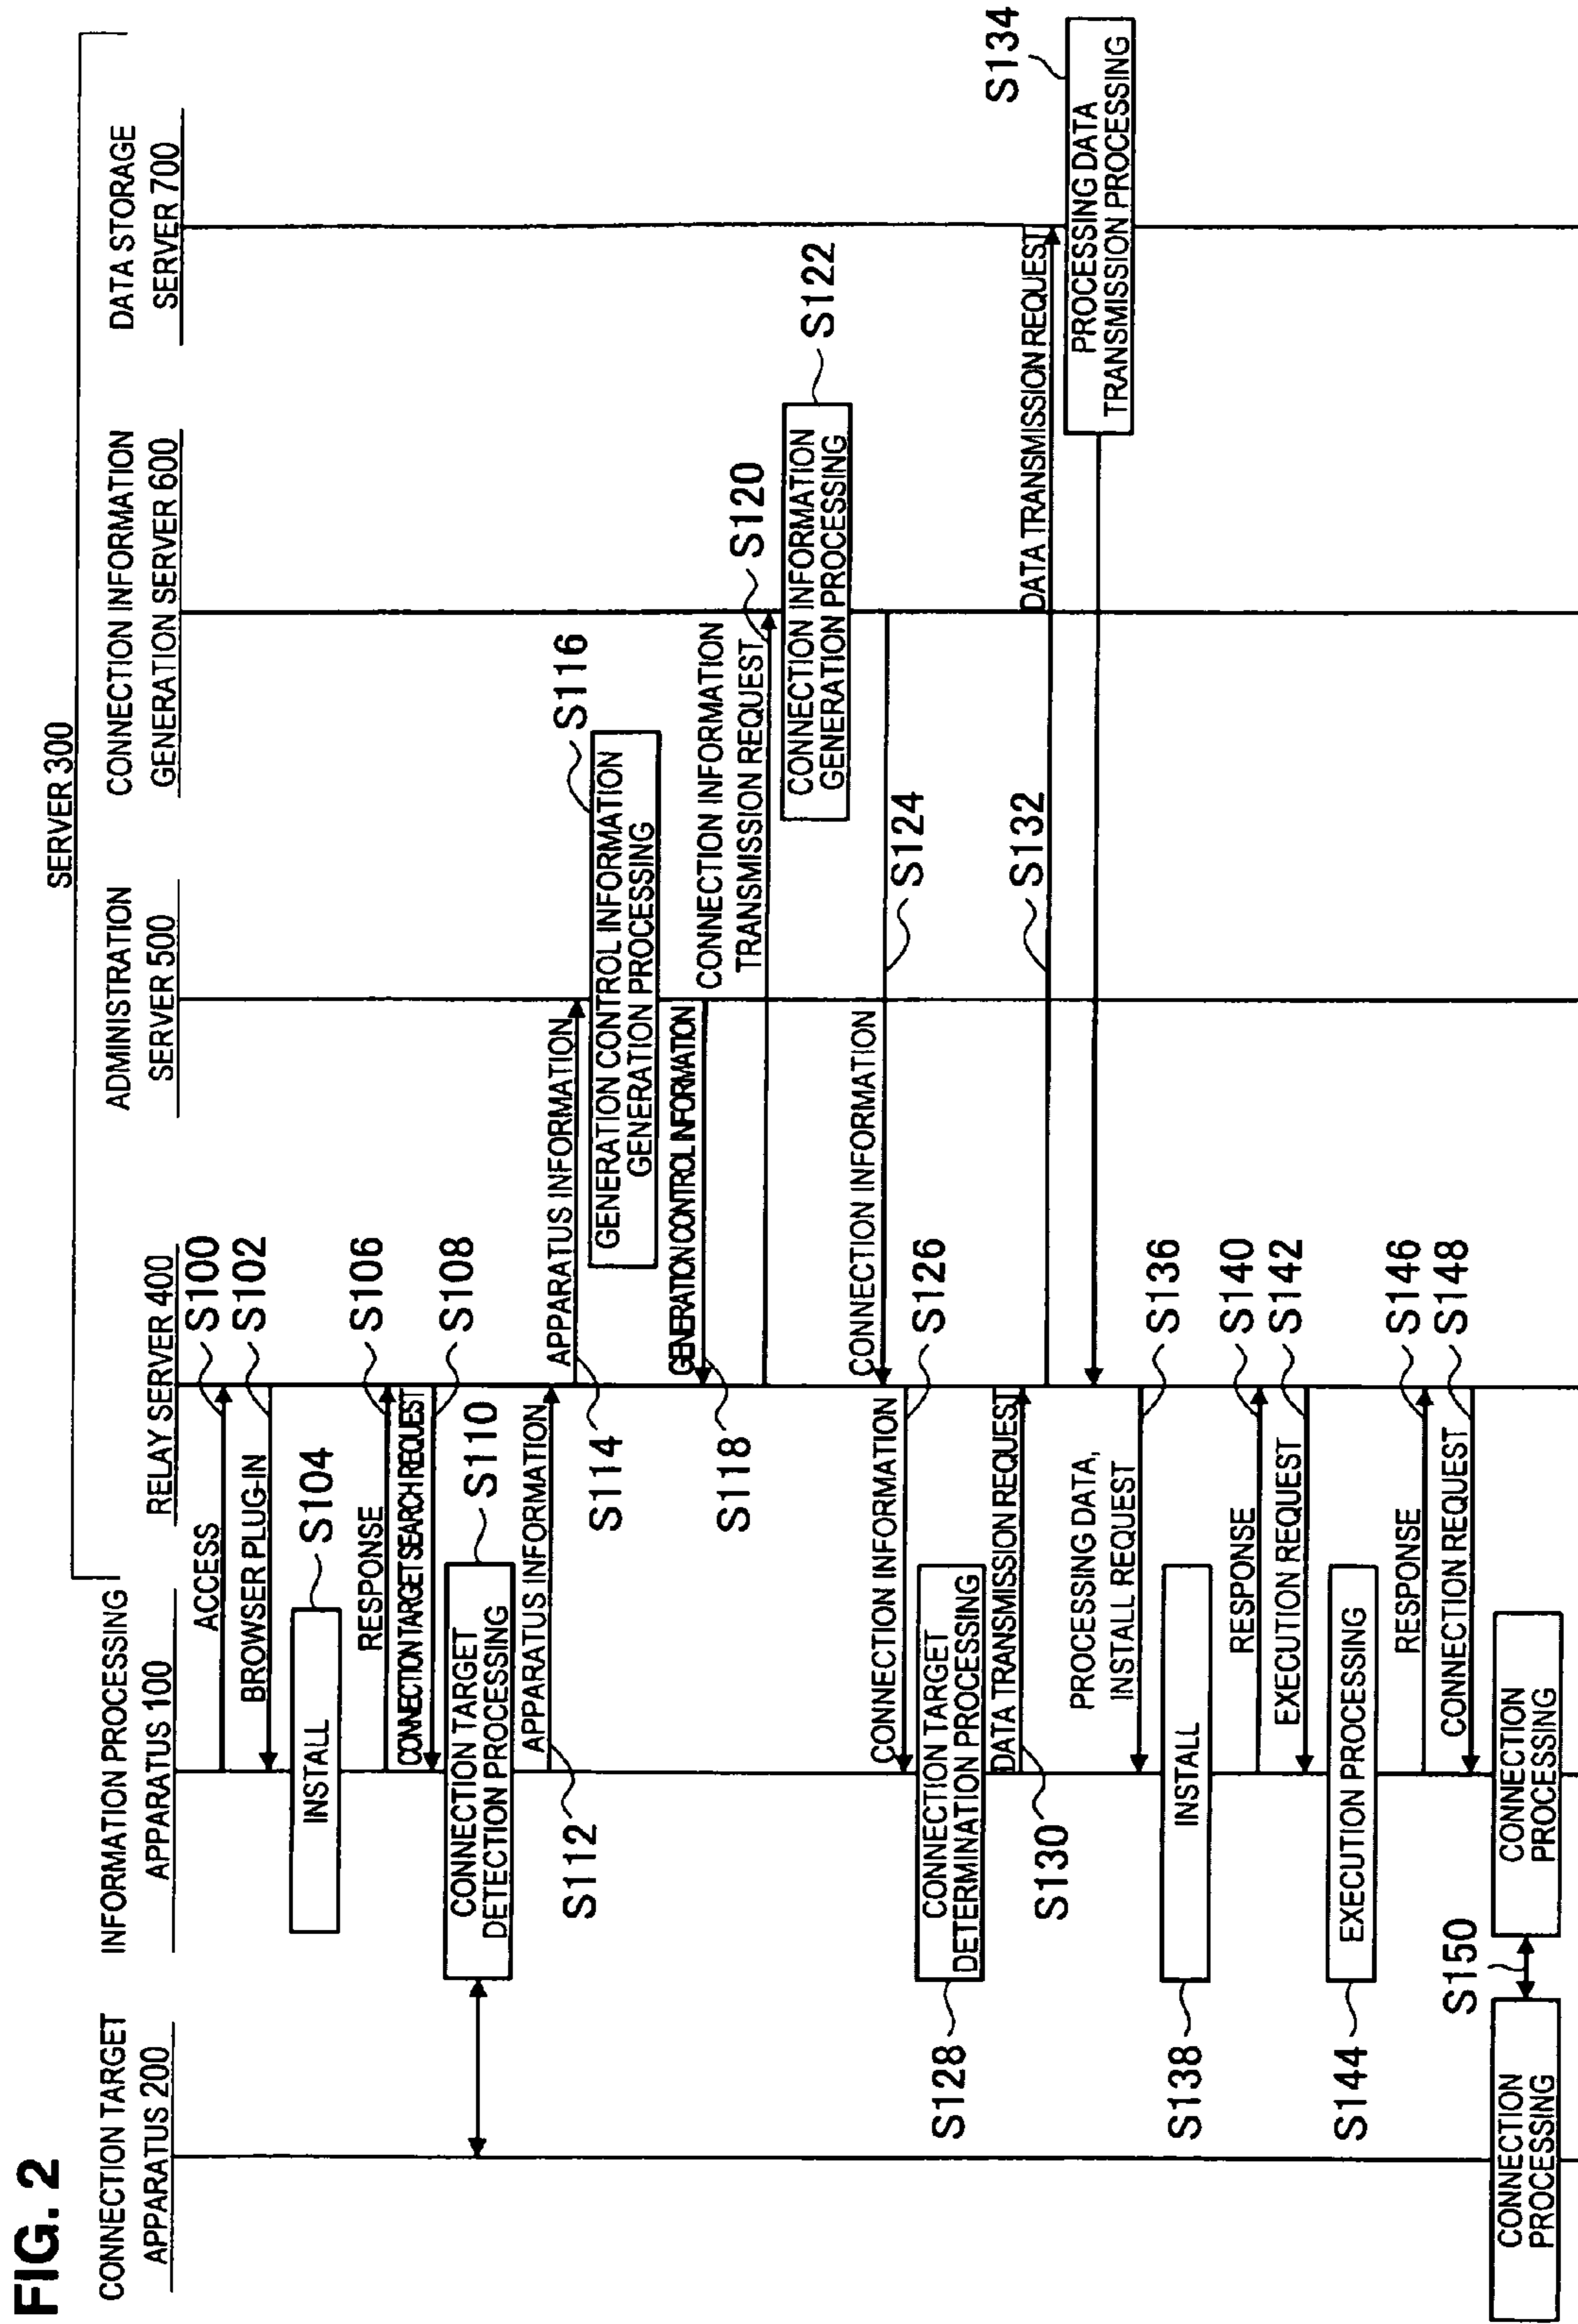 FIG. 2
SERVER 300
CONNECTION TARGET
APPARATUS 200
INFORMATION PROCESSING
APPARATUS 100
RELAY SERVER 400
ADMINISTRATION
SERVER 500
CONNECTION INFORMATION
GENERATION SERVER 600
DATA STORAGE
SERVER 700
ACCESS
S100
BROWSER PLUG-IN
S102
INSTALL
S104
RESPONSE
S106
CONNECTION TARGET SEARCH REQUEST
S108
CONNECTION TARGET
DETECTION PROCESSING
S110
APPARATUS INFORMATION
S112
APPARATUS INFORMATION
S114
GENERATION CONTROL INFORMATION
GENERATION PROCESSING
S116
GENERATION CONTROL INFORMATION
S118
CONNECTION INFORMATION
TRANSMISSION REQUEST
S120
CONNECTION INFORMATION
GENERATION PROCESSING
S122
CONNECTION INFORMATION
S124
CONNECTION INFORMATION
S126
CONNECTION TARGET
DETERMINATION PROCESSING
S128
DATA TRANSMISSION REQUEST
S130
DATA TRANSMISSION REQUEST
S132
PROCESSING DATA
TRANSMISSION PROCESSING
S134
PROCESSING DATA,
INSTALL REQUEST
S136
INSTALL
S138
RESPONSE
S140
EXECUTION REQUEST
S142
EXECUTION PROCESSING
S144
RESPONSE
S146
CONNECTION REQUEST
S148
CONNECTION
PROCESSING
S150
CONNECTION
PROCESSING